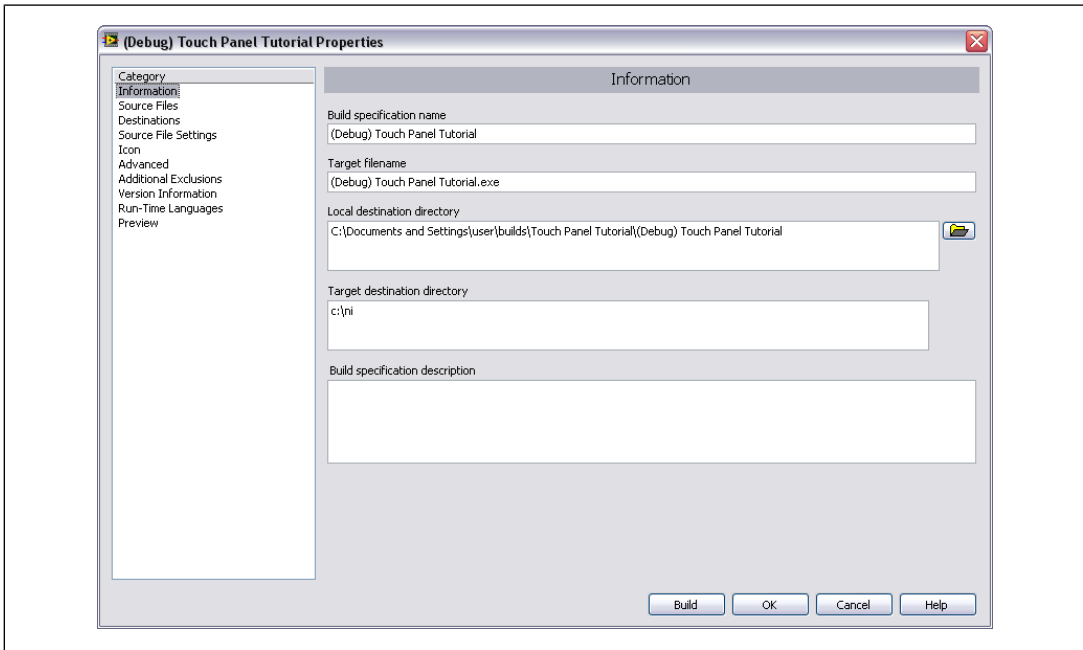 (Debug) Touch Panel Tutorial Properties
Category
Information
Source Files
Destinations
Source File Settings
Icon
Advanced
Additional Exclusions
Version Information
Run-Time Languages
Preview
Information
Build specification name
(Debug) Touch Panel Tutorial
Target filename
(Debug) Touch Panel Tutorial.exe
Local destination directory
C:\Documents and Settings\user\builds\Touch Panel Tutorial\(Debug) Touch Panel Tutorial
Target destination directory
c:\ni
Build specification description
Build
OK
Cancel
Help